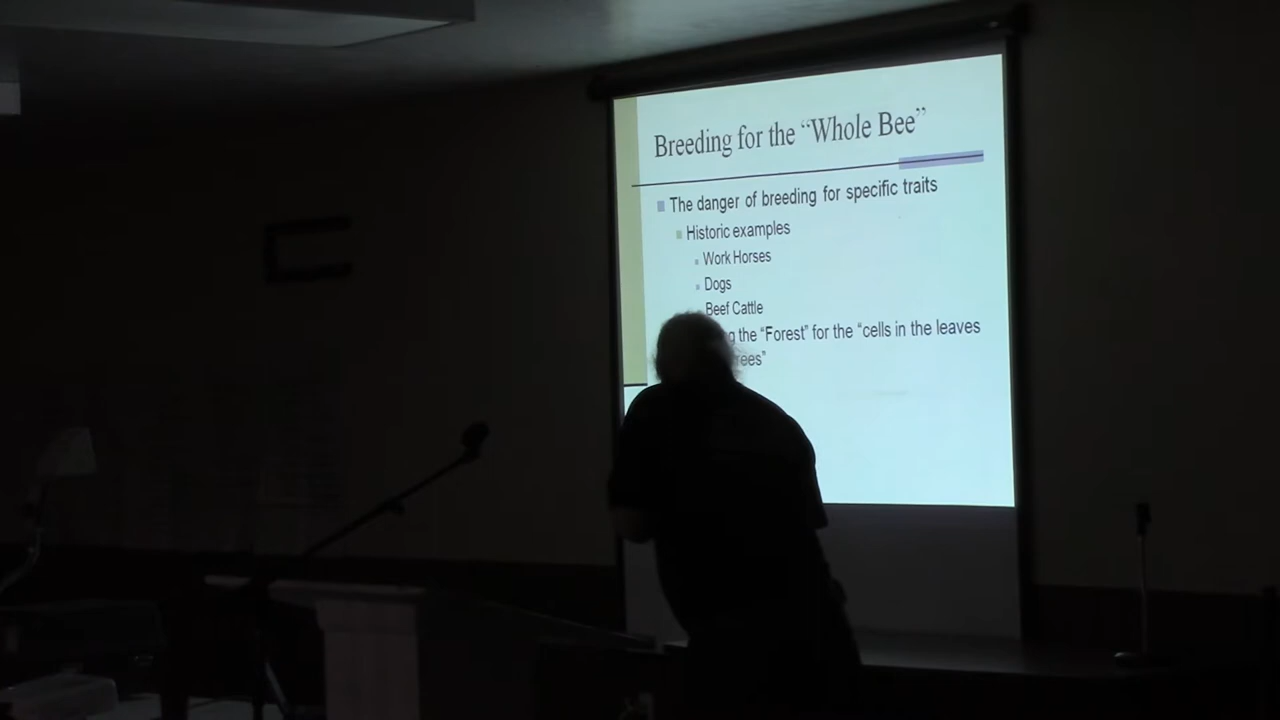 Breeding for the “Whole Bee”
The danger of breeding for specific traits
Historic examples
Work Horses
Dogs
Beef Cattle
the “Forest” for the “cells in the leaves